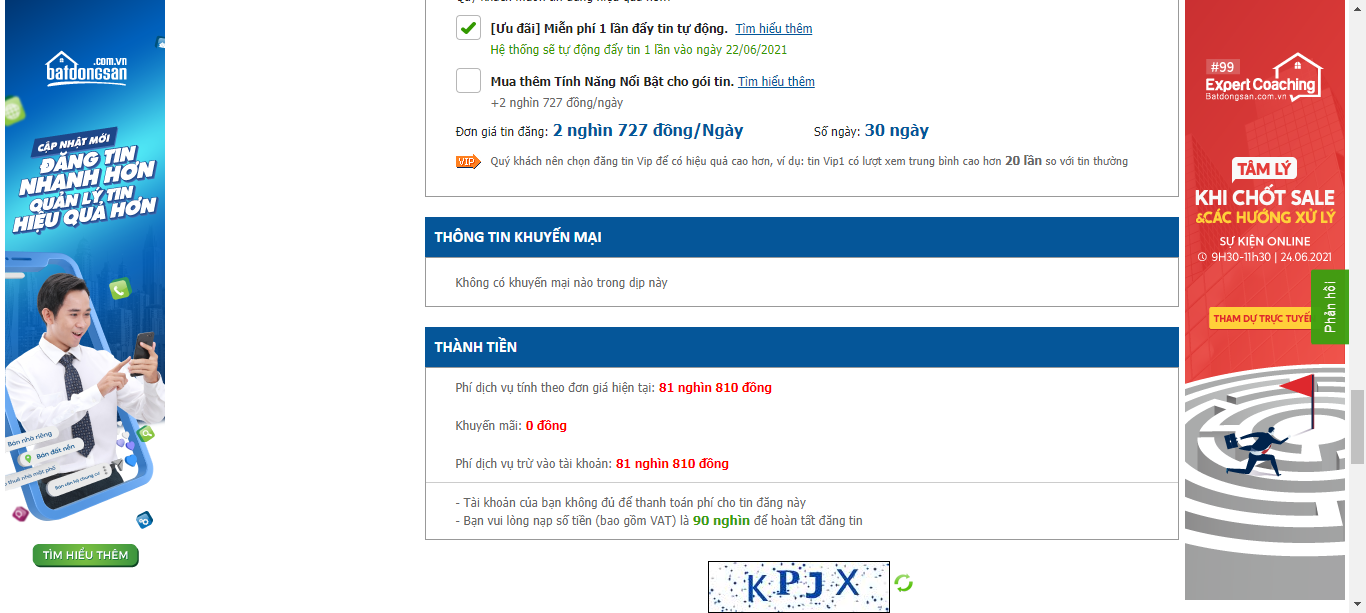 .com.vn
batdongsan
CẬP NHẬT MỚI
ĐĂNG TIN
NHANH HƠN
QUẢN LÝ TIN
HIỆU QUẢ HƠN
Bán nhà riêng
Bán đất nền
Bán căn hộ chung cư
TÌM HIỂU THÊM
[Ưu đãi] Miễn phí 1 lần đẩy tin tự động. Tìm hiểu thêm
Hệ thống sẽ tự động đẩy tin 1 lần vào ngày 22/06/2021
Mua thêm Tính Năng Nổi Bật cho gói tin. Tìm hiểu thêm
+2 nghìn 727 đồng/ngày
Đơn giá tin đăng: 2 nghìn 727 đồng/Ngày Số ngày: 30 ngày
VIP Quý khách nên chọn đăng tin Vip để có hiệu quả cao hơn, ví dụ: tin Vip1 có lượt xem trung bình cao hơn 20 lần so với tin thường
THÔNG TIN KHUYẾN MẠI
Không có khuyến mại nào trong dịp này
THÀNH TIỀN
Phí dịch vụ tính theo đơn giá hiện tại: 81 nghìn 810 đồng
Khuyến mãi: 0 đồng
Phí dịch vụ trừ vào tài khoản: 81 nghìn 810 đồng
- Tài khoản của bạn không đủ để thanh toán phí cho tin đăng này
- Bạn vui lòng nạp số tiền (bao gồm VAT) là 90 nghìn để hoàn tất đăng tin
KPJX
#99
Expert Coaching
Batdongsan.com.vn
TÂM LÝ
KHI CHỐT SALE
&CÁC HƯỚNG XỬ LÝ
SỰ KIỆN ONLINE
9H30-11h30 | 24.06.2021
THAM DỰ TRỰC TUYẾ
Phản hồi